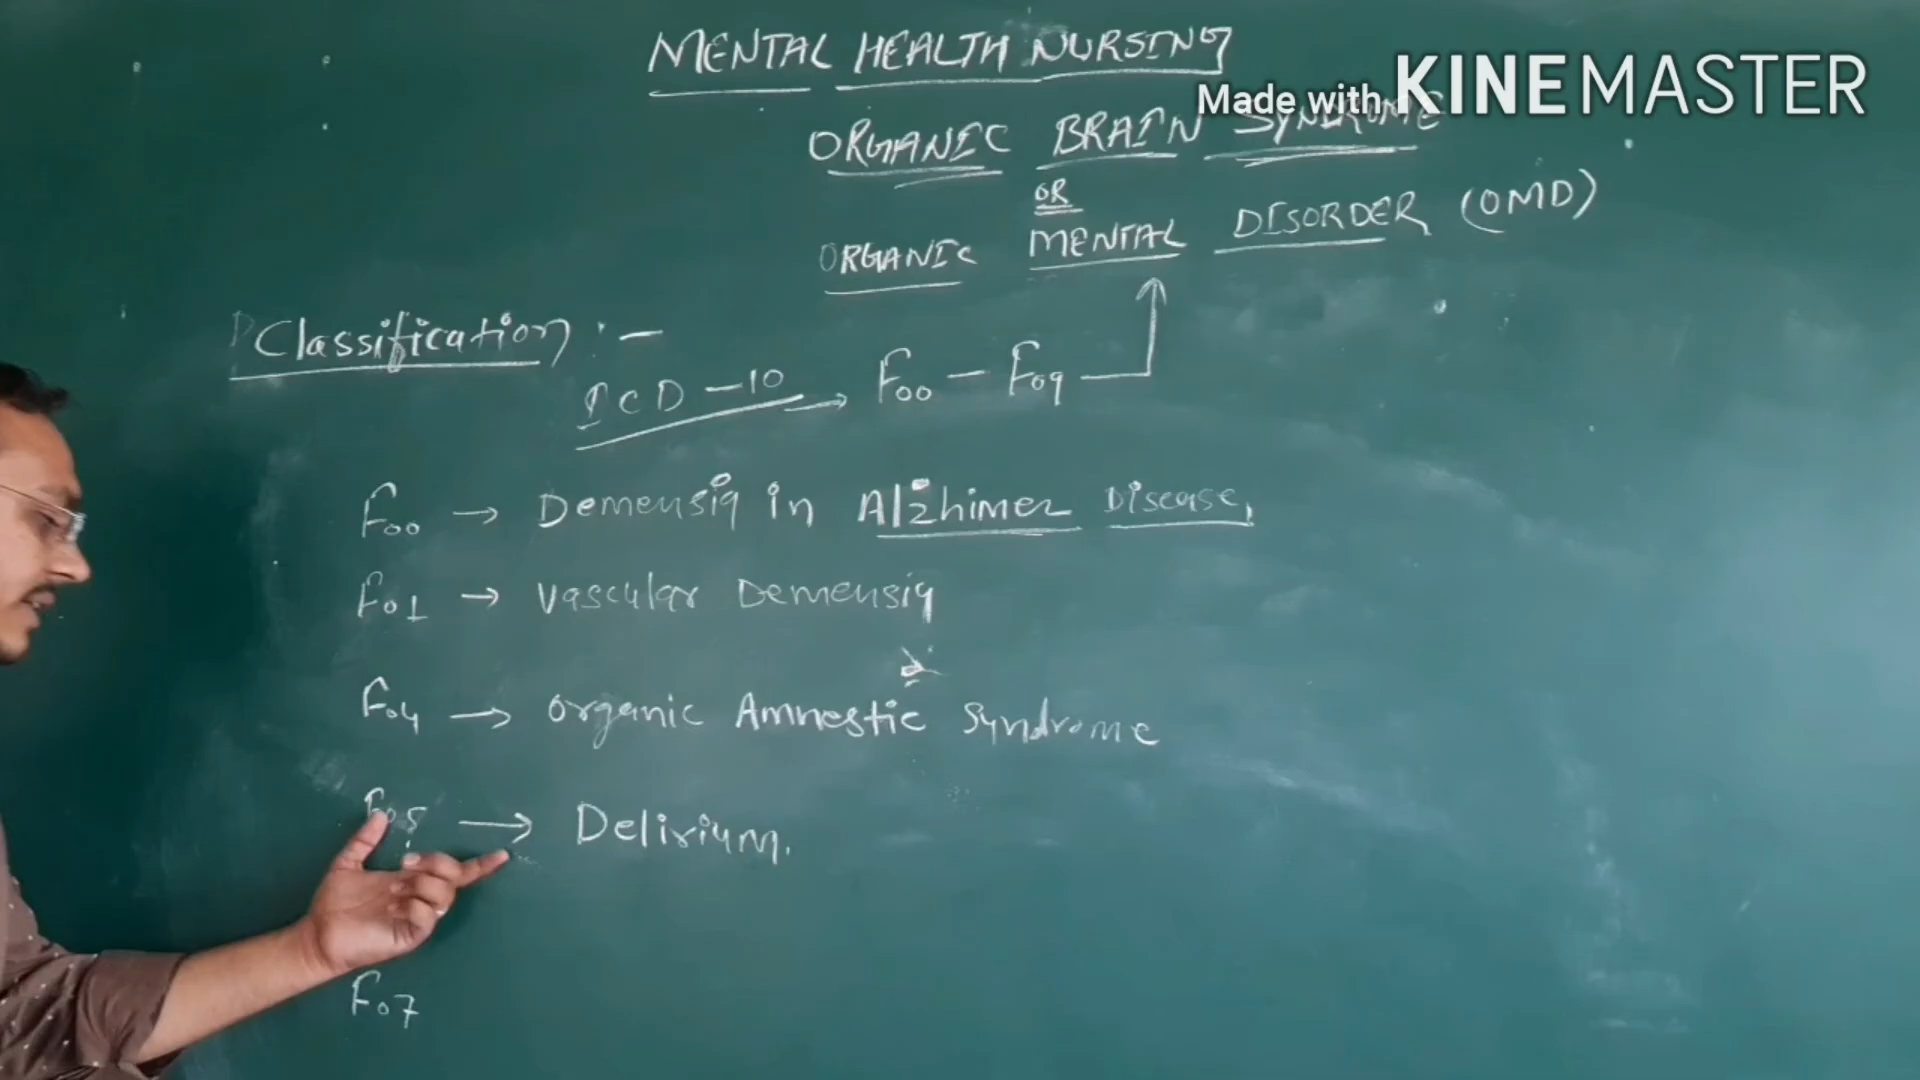 MENTAL HEALTH NURSING
Made with KINEMASTER
ORGANIC BRAIN SYNDROME
OR
ORGANIC MENTAL DISORDER (OMD)
Classification :-
ICD-10 → F00 - F09
F00 → Demensia in Alzhimer Disease,
F01 → Vascular Demensia
F04 → Organic Amnestic Syndrome
F05 → Delirium.
F07